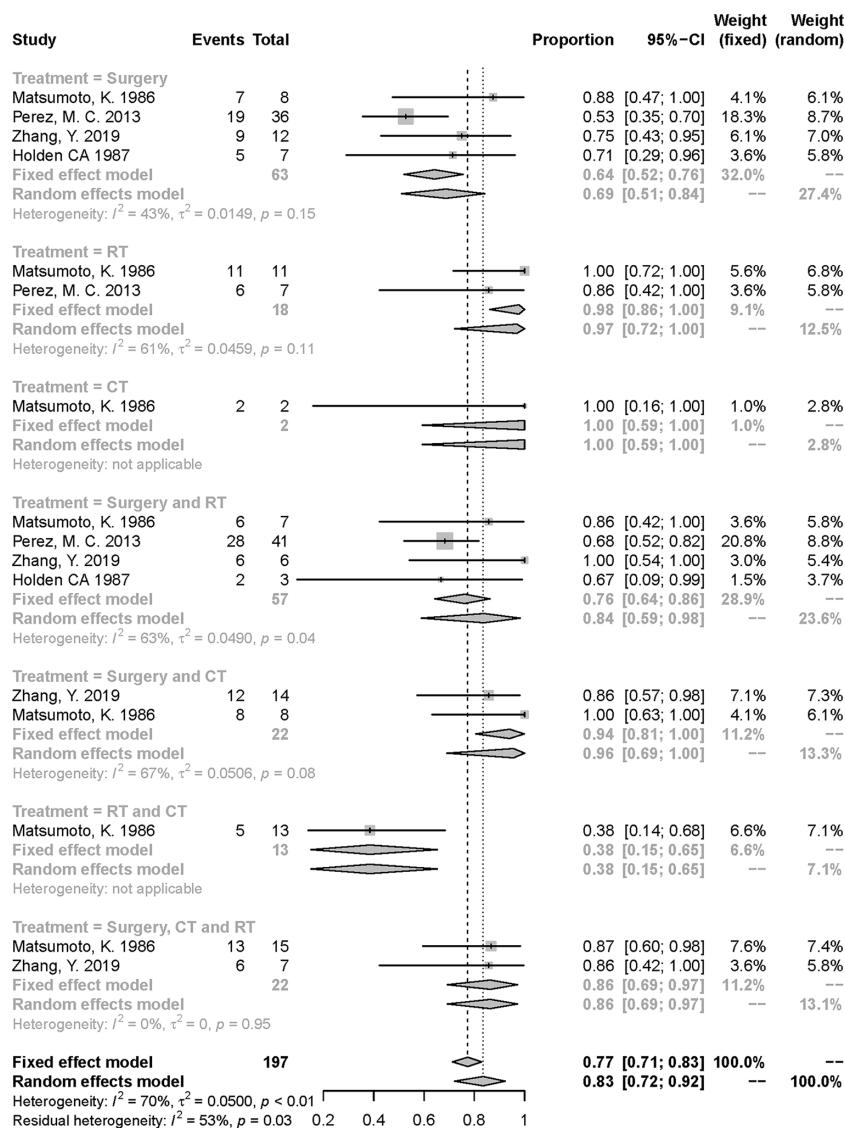 Study Events Total Proportion 95%−CI Weight (fixed) Weight (random)
Treatment = Surgery
Matsumoto, K. 1986 7 8 0.88 [0.47; 1.00] 4.1% 6.1%
Perez, M. C. 2013 19 36 0.53 [0.35; 0.70] 18.3% 8.7%
Zhang, Y. 2019 9 12 0.75 [0.43; 0.95] 6.1% 7.0%
Holden CA 1987 5 7 0.71 [0.29; 0.96] 3.6% 5.8%
Fixed effect model 63 0.64 [0.52; 0.76] 32.0% −−
Random effects model 0.69 [0.51; 0.84] −− 27.4%
Heterogeneity: I² = 43%, τ² = 0.0149, p = 0.15
Treatment = RT
Matsumoto, K. 1986 11 11 1.00 [0.72; 1.00] 5.6% 6.8%
Perez, M. C. 2013 6 7 0.86 [0.42; 1.00] 3.6% 5.8%
Fixed effect model 18 0.98 [0.86; 1.00] 9.1% −−
Random effects model 0.97 [0.72; 1.00] −− 12.5%
Heterogeneity: I² = 61%, τ² = 0.0459, p = 0.11
Treatment = CT
Matsumoto, K. 1986 2 2 1.00 [0.16; 1.00] 1.0% 2.8%
Fixed effect model 2 1.00 [0.59; 1.00] 1.0% −−
Random effects model 1.00 [0.59; 1.00] −− 2.8%
Heterogeneity: not applicable
Treatment = Surgery and RT
Matsumoto, K. 1986 6 7 0.86 [0.42; 1.00] 3.6% 5.8%
Perez, M. C. 2013 28 41 0.68 [0.52; 0.82] 20.8% 8.8%
Zhang, Y. 2019 6 6 1.00 [0.54; 1.00] 3.0% 5.4%
Holden CA 1987 2 3 0.67 [0.09; 0.99] 1.5% 3.7%
Fixed effect model 57 0.76 [0.64; 0.86] 28.9% −−
Random effects model 0.84 [0.59; 0.98] −− 23.6%
Heterogeneity: I² = 63%, τ² = 0.0490, p = 0.04
Treatment = Surgery and CT
Zhang, Y. 2019 12 14 0.86 [0.57; 0.98] 7.1% 7.3%
Matsumoto, K. 1986 8 8 1.00 [0.63; 1.00] 4.1% 6.1%
Fixed effect model 22 0.94 [0.81; 1.00] 11.2% −−
Random effects model 0.96 [0.69; 1.00] −− 13.3%
Heterogeneity: I² = 67%, τ² = 0.0506, p = 0.08
Treatment = RT and CT
Matsumoto, K. 1986 5 13 0.38 [0.14; 0.68] 6.6% 7.1%
Fixed effect model 13 0.38 [0.15; 0.65] 6.6% −−
Random effects model 0.38 [0.15; 0.65] −− 7.1%
Heterogeneity: not applicable
Treatment = Surgery, CT and RT
Matsumoto, K. 1986 13 15 0.87 [0.60; 0.98] 7.6% 7.4%
Zhang, Y. 2019 6 7 0.86 [0.42; 1.00] 3.6% 5.8%
Fixed effect model 22 0.86 [0.69; 0.97] 11.2% −−
Random effects model 0.86 [0.69; 0.97] −− 13.1%
Heterogeneity: I² = 0%, τ² = 0, p = 0.95
Fixed effect model 197 0.77 [0.71; 0.83] 100.0% −−
Random effects model 0.83 [0.72; 0.92] −− 100.0%
Heterogeneity: I² = 70%, τ² = 0.0500, p < 0.01
Residual heterogeneity: I² = 53%, p = 0.03
0.2 0.4 0.6 0.8 1